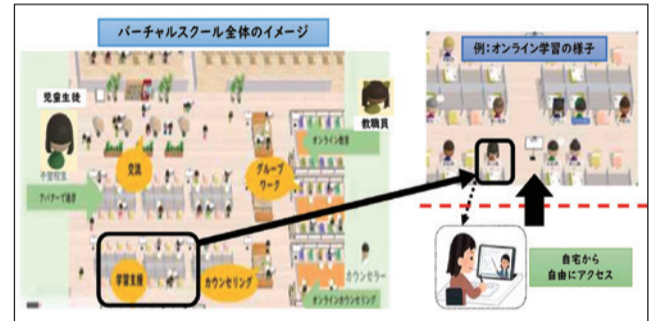 バーチャルスクール全体のイメージ
児童生徒
教職員
オンライン教室
交流
グループ
ワーク
アバターで通学
学習支援
カウンセリング
カウンセラー
オンラインカウンセリング
例:オンライン学習の様子
自宅から
自由にアクセス